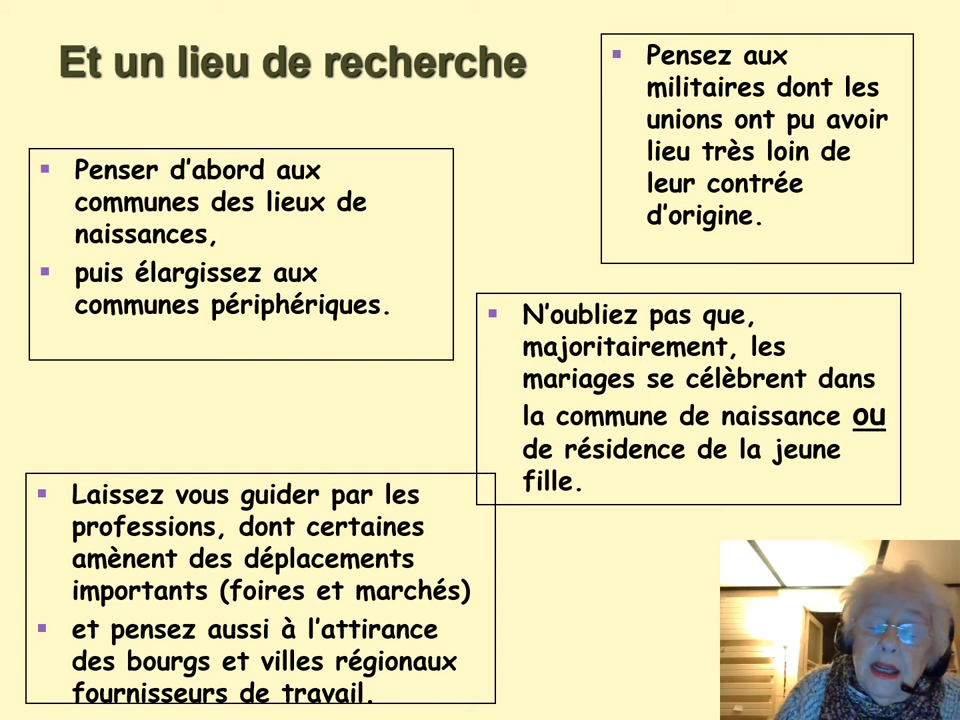 Et un lieu de recherche
Pensez aux
militaires dont les
unions ont pu avoir
lieu très loin de
leur contrée
d’origine.
Penser d’abord aux
communes des lieux de
naissances,
puis élargissez aux
communes périphériques.
N’oubliez pas que,
majoritairement, les
mariages se célèbrent dans
la commune de naissance ou
de résidence de la jeune
fille.
Laissez vous guider par les
professions, dont certaines
amènent des déplacements
importants (foires et marchés)
et pensez aussi à l’attirance
des bourgs et villes régionaux
fournisseurs de travail.